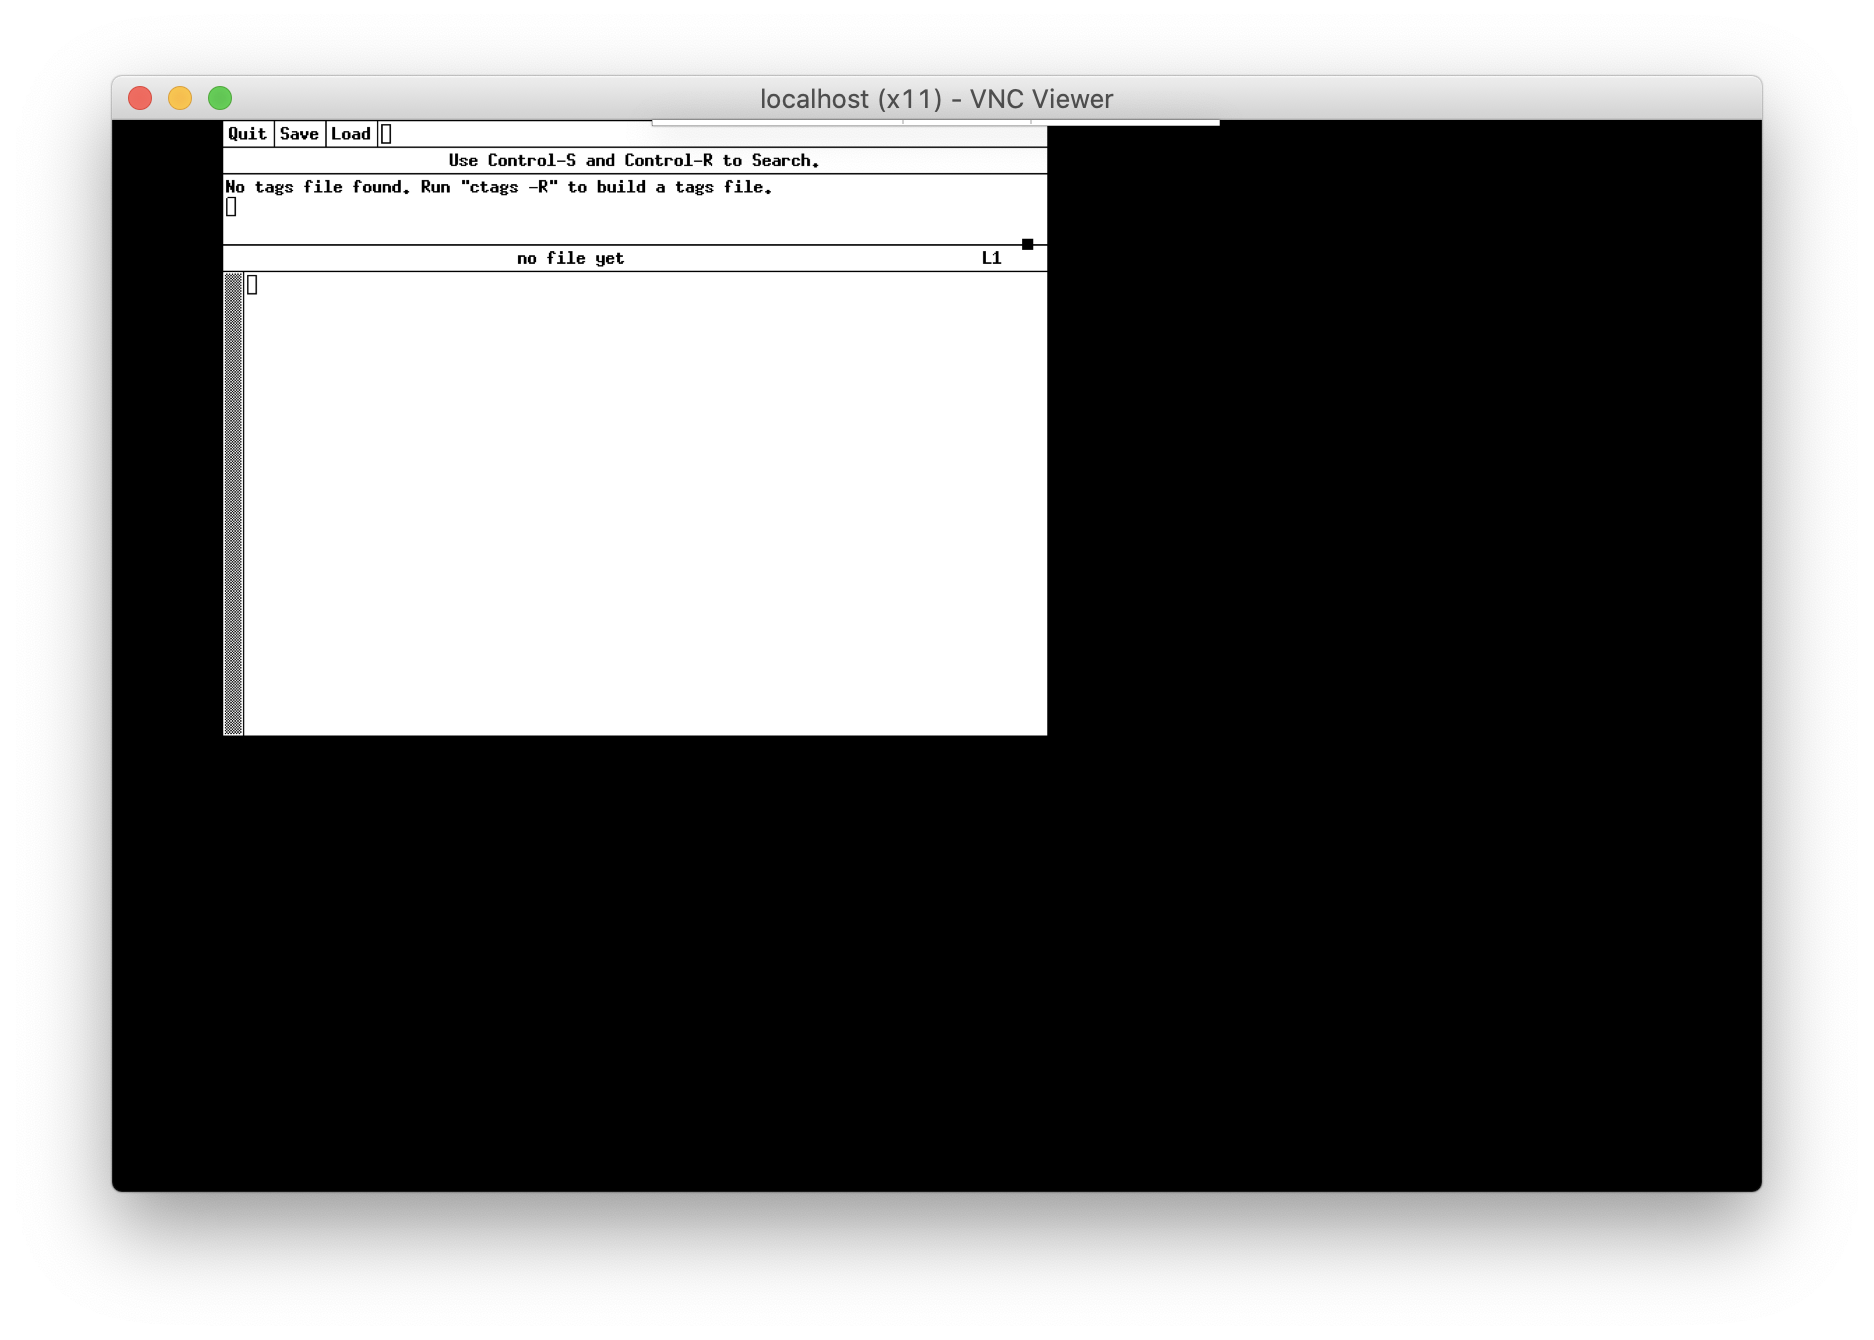 localhost (x11) - VNC Viewer
Quit Save Load
Use Control-S and Control-R to Search.
No tags file found. Run "ctags -R" to build a tags file.
no file yet L1